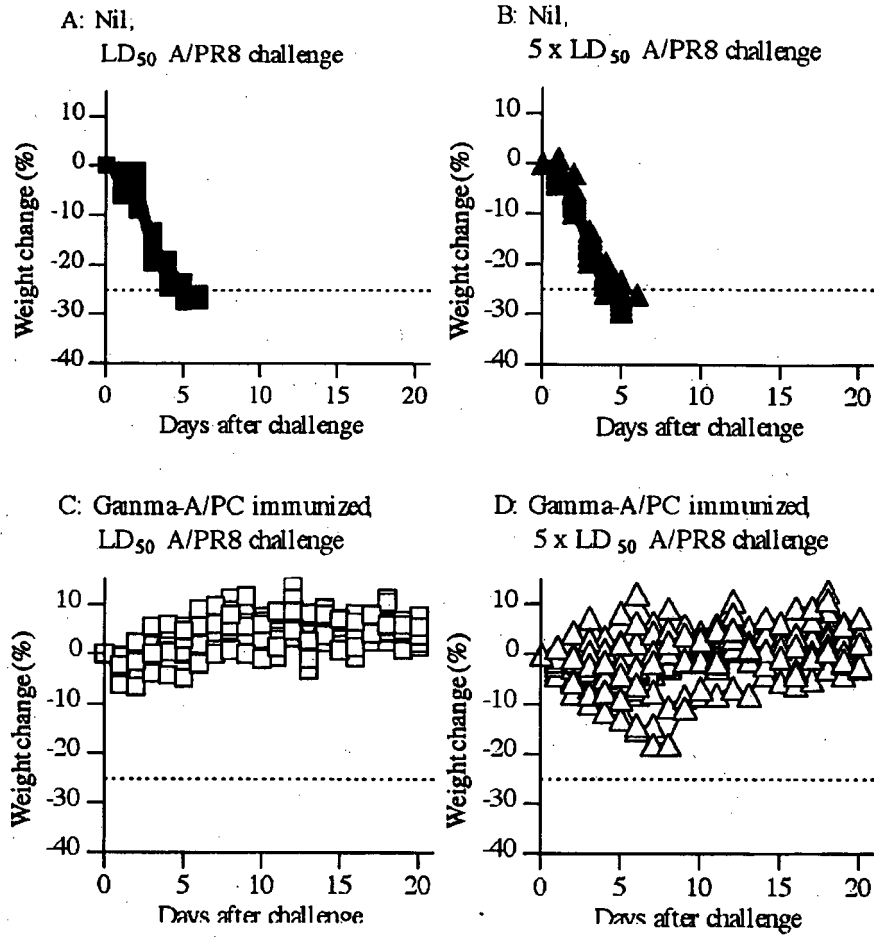 A: Nil,
LD50 A/PR8 challenge
B: Nil,
5 x LD50 A/PR8 challenge
10
0
-10
-20
-30
-40
Weight change (%)
0 5 10 15 20
Days after challenge
10
0
-10
-20
-30
-40
Weight change (%)
0 5 10 15 20
Days after challenge
C: Gamma-A/PC immunized,
LD50 A/PR8 challenge
D: Gamma-A/PC immunized,
5 x LD50 A/PR8 challenge
10
0
-10
-20
-30
-40
Weight change (%)
0 5 10 15 20
Days after challenge
10
0
-10
-20
-30
-40
Weight change (%)
0 5 10 15 20
Days after challenge